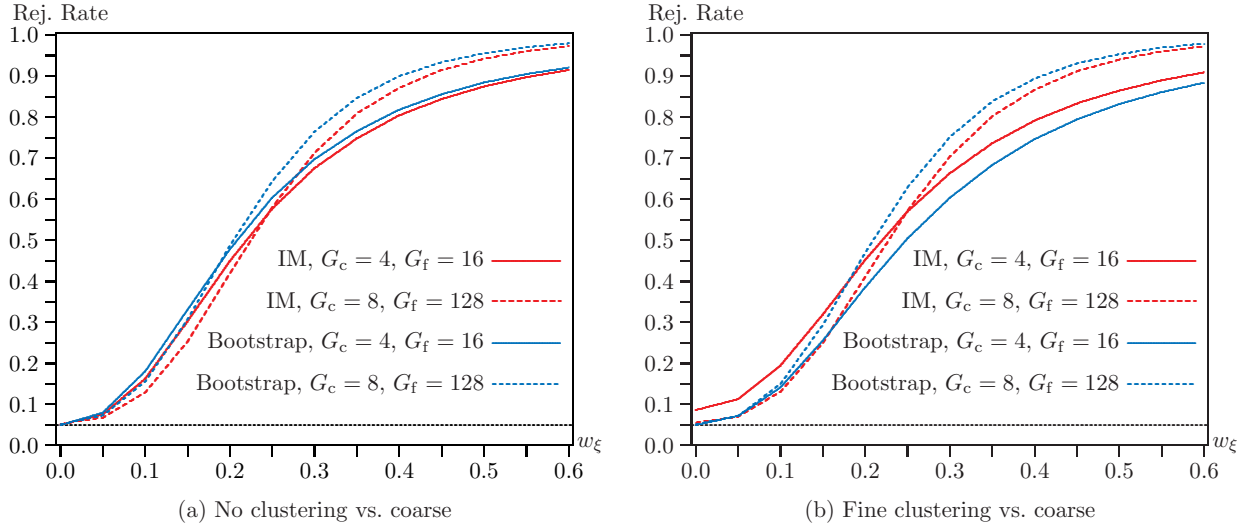 Rej. Rate
1.0
0.9
0.8
0.7
0.6
0.5
0.4
0.3
0.2
0.1
0.0
0.0 0.1 0.2 0.3 0.4 0.5 0.6
w_ξ
IM, G_c = 4, G_f = 16
IM, G_c = 8, G_f = 128
Bootstrap, G_c = 4, G_f = 16
Bootstrap, G_c = 8, G_f = 128
(a) No clustering vs. coarse
Rej. Rate
1.0
0.9
0.8
0.7
0.6
0.5
0.4
0.3
0.2
0.1
0.0
0.0 0.1 0.2 0.3 0.4 0.5 0.6
w_ξ
IM, G_c = 4, G_f = 16
IM, G_c = 8, G_f = 128
Bootstrap, G_c = 4, G_f = 16
Bootstrap, G_c = 8, G_f = 128
(b) Fine clustering vs. coarse